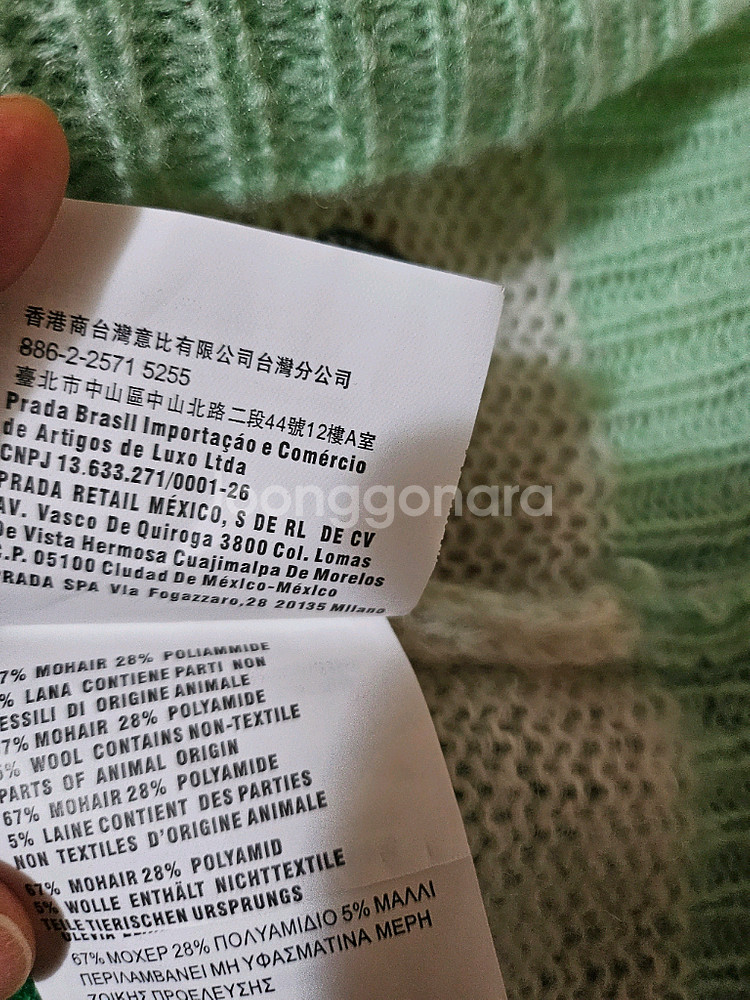 香港商台灣意比有限公司台灣分公司
886-2-2571 5255
臺北市中山區中山北路二段44號12樓A室
Prada Brasil Importação e Comércio
de Artigos de Luxo Ltda
CNPJ 13.633.271/0001-26
PRADA RETAIL MÉXICO, S DE RL DE CV
AV. Vasco De Quiroga 3800 Col. Lomas
De Vista Hermosa Cuajimalpa De Morelos
C.P. 05100 Ciudad De México-México
PRADA SPA Via Fogazzaro,28 20135 Milano
joonggonara
7% MOHAIR 28% POLIAMMIDE
% LANA CONTIENE PARTI NON
ESSILI DI ORIGINE ANIMALE
7% MOHAIR 28% POLYAMIDE
5% WOOL CONTAINS NON-TEXTILE
PARTS OF ANIMAL ORIGIN
67% MOHAIR 28% POLYAMIDE
5% LAINE CONTIENT DES PARTIES
NON TEXTILES D'ORIGINE ANIMALE
67% MOHAIR 28% POLYAMID
5% WOLLE ENTHÄLT NICHTTEXTILE
TEILE TIERISCHEN URSPRUNGS
67% ΜΟΧΕΡ 28% ΠΟΛΥΑΜΙΔΙΟ 5% ΜΑΛΛΙ
ΠΕΡΙΛΑΜΒΑΝΕΙ ΜΗ ΥΦΑΣΜΑΤΙΝΑ ΜΕΡΗ
ΖΩΙΚΗΣ ΠΡΟΕΛΕΥΣΗΣ